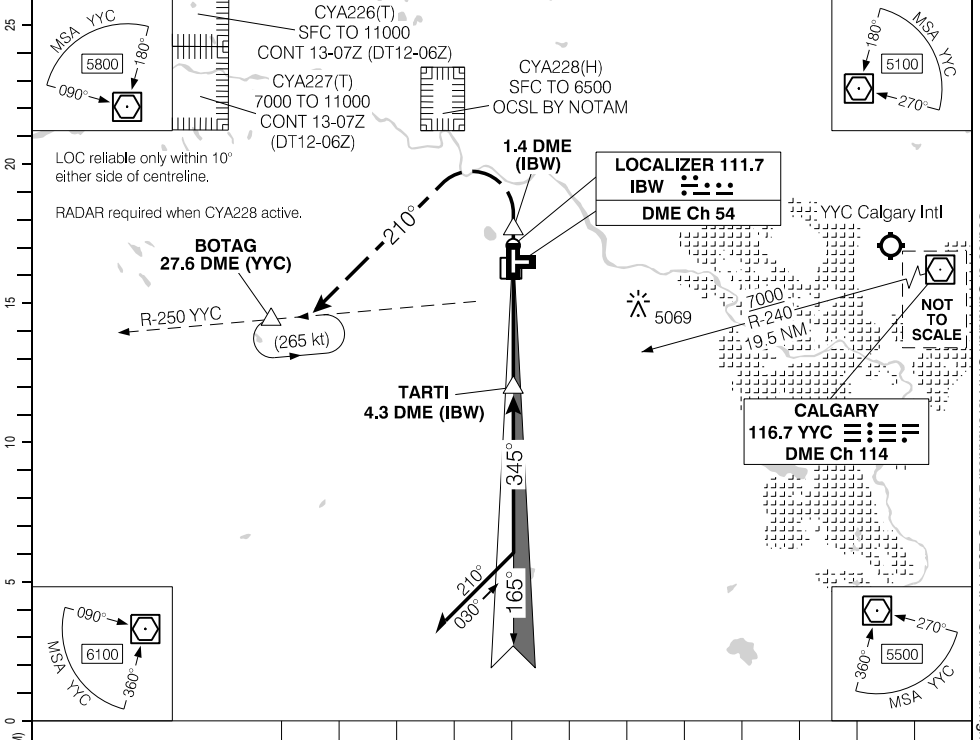 25
20
15
10
5
0
MSA YYC
5800
180°
090°
CYA226(T)
SFC TO 11000
CONT 13-07Z (DT12-06Z)
CYA227(T)
7000 TO 11000
CONT 13-07Z
(DT12-06Z)
CYA228(H)
SFC TO 6500
OCSL BY NOTAM
MSA YYC
5100
180°
270°
LOC reliable only within 10°
either side of centreline.
RADAR required when CYA228 active.
1.4 DME
(IBW)
LOCALIZER 111.7
IBW
DME Ch 54
YYC Calgary Intl
BOTAG
27.6 DME (YYC)
210°
R-250 YYC
(265 kt)
5069
7000
R-240
19.5 NM
NOT
TO
SCALE
TARTI
4.3 DME (IBW)
CALGARY
116.7 YYC
DME Ch 114
345°
165°
210°
030°
090°
6100
360°
MSA YYC
270°
5500
360°
MSA YYC